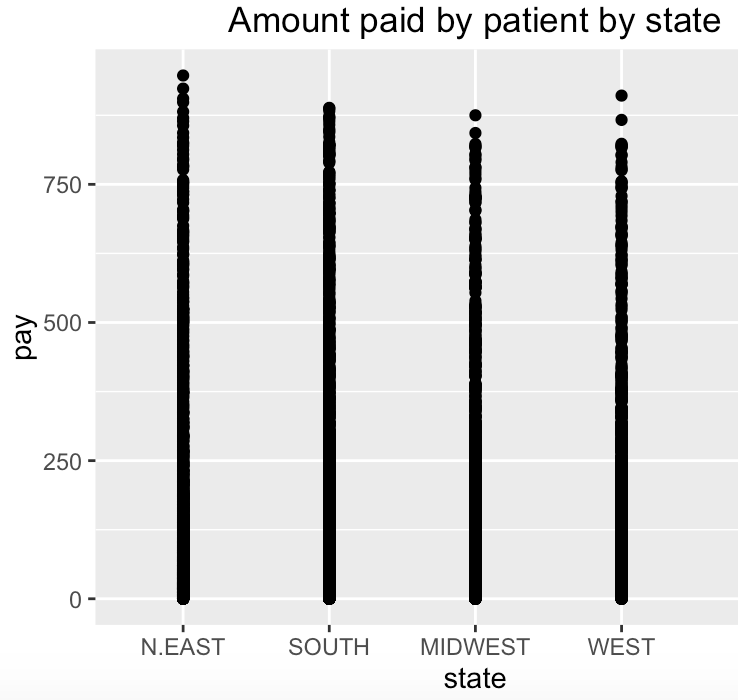 Amount paid by patient by state
pay
750
500
250
0
N.EAST SOUTH MIDWEST WEST
state